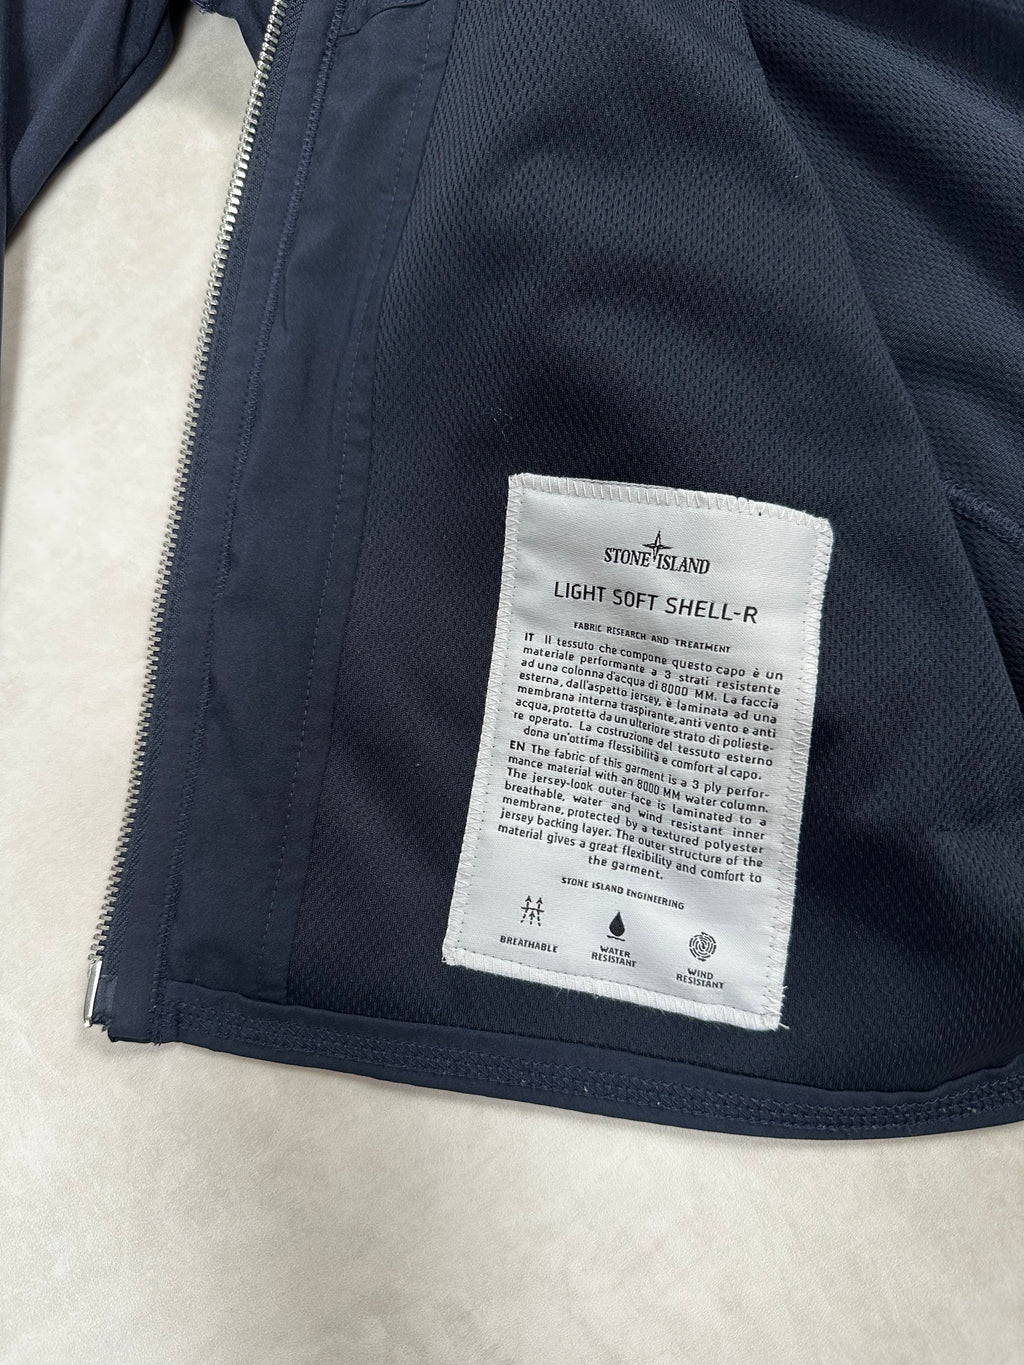 STONE ISLAND
LIGHT SOFT SHELL-R
FABRIC RESEARCH AND TREATMENT
IT Il tessuto che compone questo capo è un
materiale performante a 3 strati resistente
ad una colonna d'acqua di 8000 MM. La faccia
esterna, dall'aspetto jersey, è laminata ad una
membrana interna traspirante, anti vento e anti
acqua, protetta da un ulteriore strato di polieste-
re operato. La costruzione del tessuto esterno
dona un'ottima flessibilità e comfort al capo.
EN The fabric of this garment is a 3 ply perfor-
mance material with an 8000 MM water column.
The jersey-look outer face is laminated to a
breathable, water and wind resistant inner
membrane, protected by a textured polyester
jersey backing layer. The outer structure of the
material gives a great flexibility and comfort to
the garment.
STONE ISLAND ENGINEERING
BREATHABLE
WATER
RESISTANT
WIND
RESISTANT